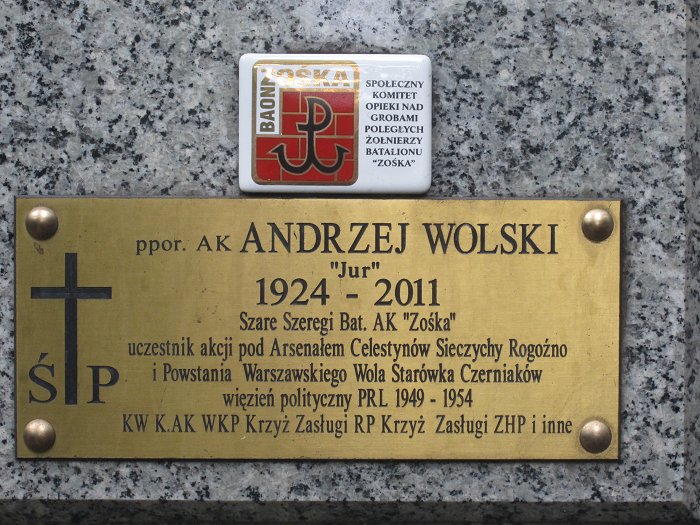 BAON
ZOŚKA
SPOŁECZNY
KOMITET
OPIEKI NAD
GROBAMI
POLEGŁYCH
ŻOŁNIERZY
BATALIONU
"ZOŚKA"
ppor. AK ANDRZEJ WOLSKI
"Jur"
1924 - 2011
Szare Szeregi Bat. AK "Zośka"
uczestnik akcji pod Arsenałem Celestynów Sieczychy Rogoźno
i Powstania Warszawskiego Wola Starówka Czerniaków
więzień polityczny PRL 1949 - 1954
KW K.AK WKP Krzyż Zasługi RP Krzyż Zasługi ZHP i inne
Ś P